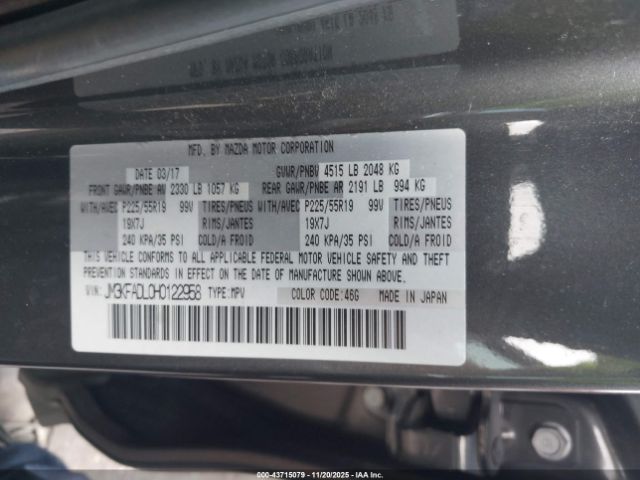 MFD. BY MAZDA MOTOR CORPORATION
DATE 03/17 GVWR/PNBV 4515 LB 2048 KG
FRONT GAWR/PNBE AV 2330 LB 1057 KG REAR GAWR/PNBE AR 2191 LB 994 KG
WITH/AVEC P225/55R19 99V TIRES/PNEUS WITH/AVEC P225/55R19 99V TIRES/PNEUS
19X7J RIMS/JANTES 19X7J RIMS/JANTES
240 KPA/35 PSI COLD/A FROID 240 KPA/35 PSI COLD/A FROID
THIS VEHICLE CONFORMS TO ALL APPLICABLE FEDERAL MOTOR VEHICLE SAFETY AND THEFT
PREVENTION STANDARDS IN EFFECT ON THE DATE OF MANUFACTURE SHOWN ABOVE.
VIN: JM3KFADL0H0122958 TYPE: MPV COLOR CODE: 46G MADE IN JAPAN
000-43715079 - 11/20/2025 - IAAI.com